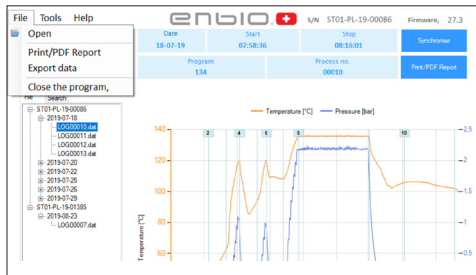 File Tools Help
enbio
S/N ST01-PL-19-00086 Firmware, 27,3
Open
Print/PDF Report
Export data
Close the program,
Date
18-07-19
Start
07:58:36
Stop
08:16:01
Synchronise
Program
134
Process no.
00010
Print/PDF Report
File Search
ST01-PL-19-00086
2019-07-18
LOG00010.dat
LOG00011.dat
LOG00012.dat
LOG00013.dat
2019-07-20
2019-07-22
2019-07-25
2019-07-26
2019-07-29
ST01-PL-19-01385
2019-08-23
LOG00007.dat
Temperature [°C] Pressure [bar]
2 4 6 8 10
140
120
100
80
60
Temperature [°C]
2.5
2
1.5
1
0.5